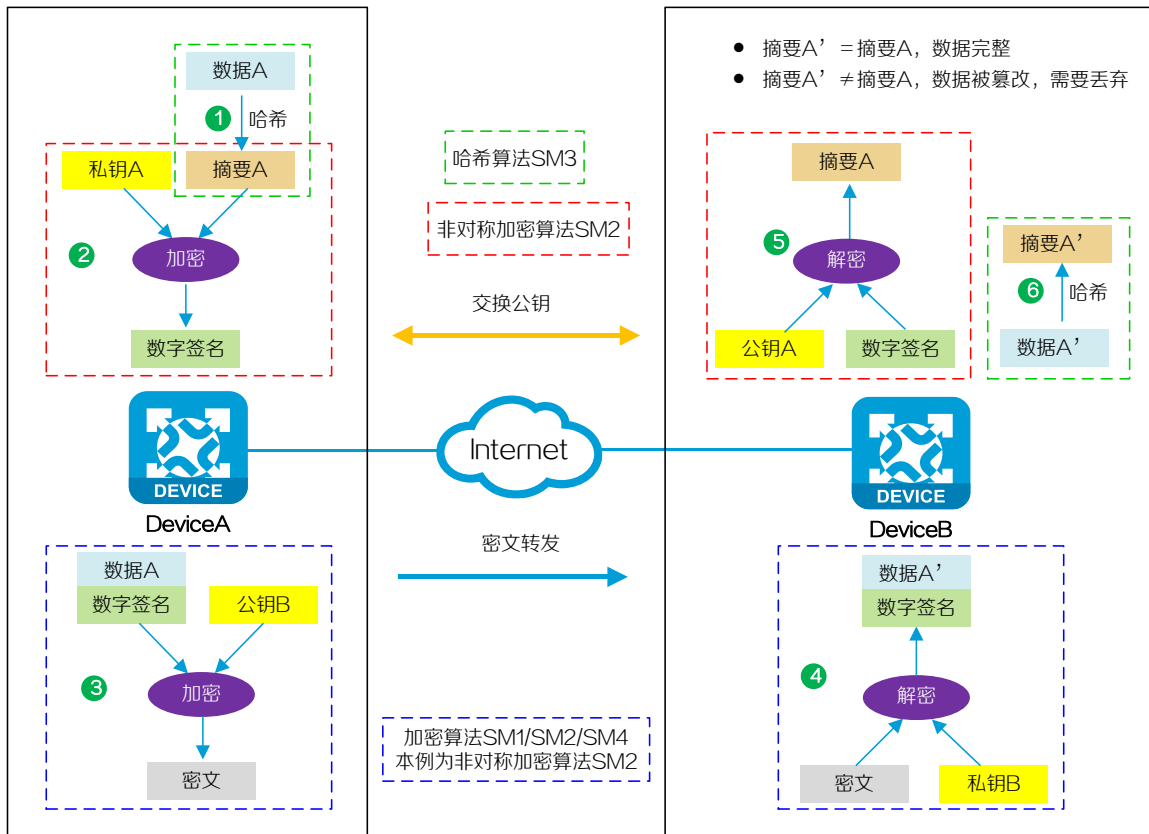 数据A
1
哈希
私钥A
摘要A
2
加密
数字签名
DEVICE
DeviceA
数据A
数字签名
公钥B
3
加密
密文
哈希算法SM3
非对称加密算法SM2
交换公钥
Internet
密文转发
加密算法SM1/SM2/SM4
本例为非对称加密算法SM2
● 摘要A’ =摘要A，数据完整
● 摘要A’ ≠摘要A，数据被篡改，需要丢弃
摘要A
5
解密
公钥A
数字签名
摘要A’
6
哈希
数据A’
DEVICE
DeviceB
数据A’
数字签名
4
解密
密文
私钥B